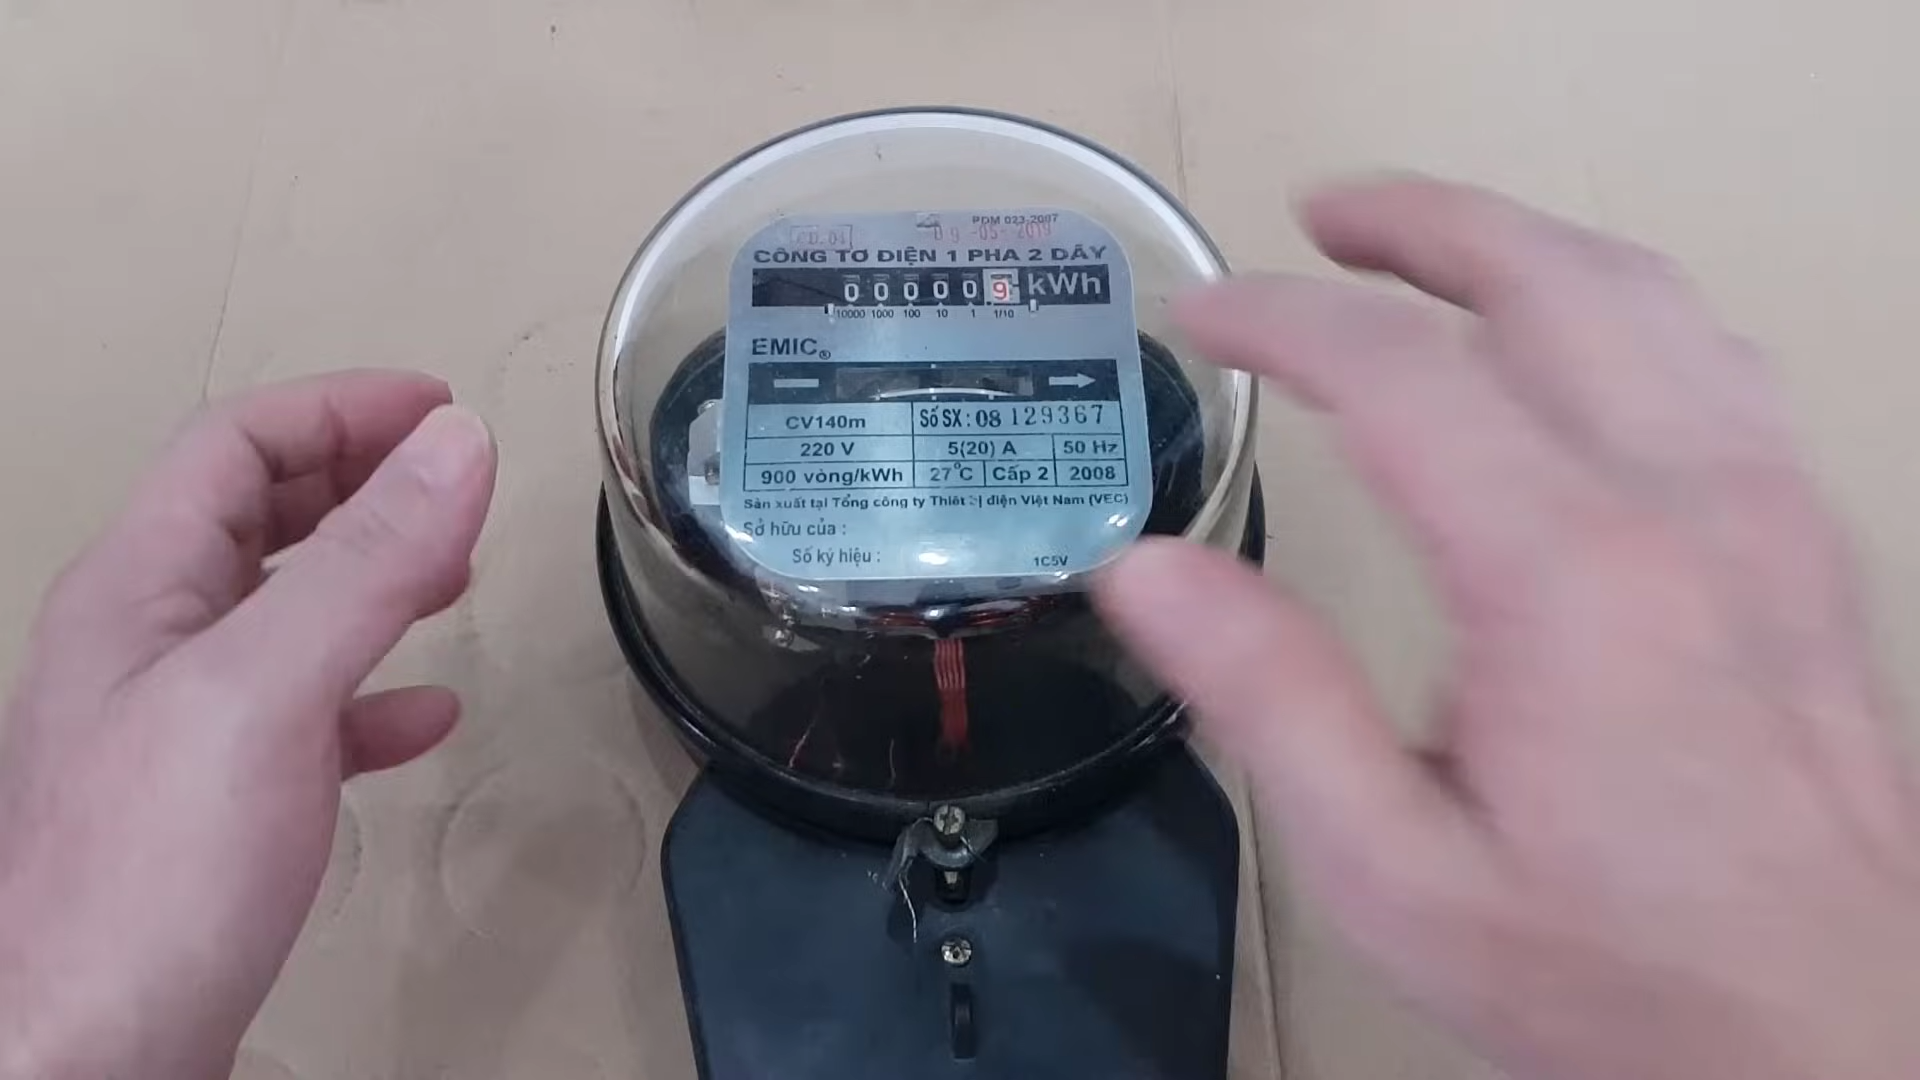 PDM 023-2007
CD.04
09-05-2019
CÔNG TƠ ĐIỆN 1 PHA 2 DÂY
0 0 0 0 0 9 kWh
10000 1000 100 10 1 1/10
EMIC®
CV140m Số SX: 08 129367
220 V 5(20) A 50 Hz
900 vòng/kWh 27°C Cấp 2 2008
Sản xuất tại Tổng công ty Thiết điện Việt Nam (VEC)
Sở hữu của :
Số ký hiệu :
1C5V